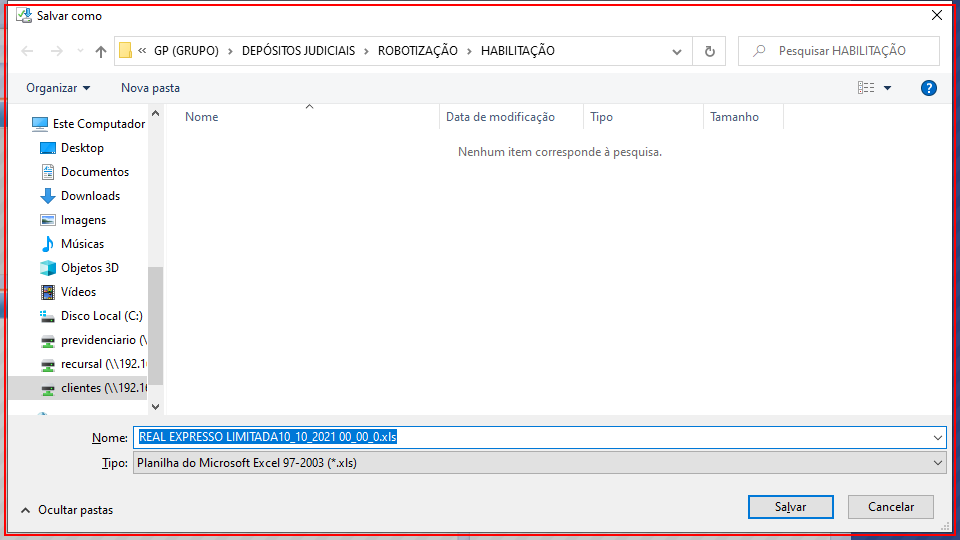 Salvar como
« GP (GRUPO) › DEPÓSITOS JUDICIAIS › ROBOTIZAÇÃO › HABILITAÇÃO
Pesquisar HABILITAÇÃO
Organizar
Nova pasta
?
Este Computador
Desktop
Documentos
Downloads
Imagens
Músicas
Objetos 3D
Vídeos
Disco Local (C:)
previdenciario (\
recursal (\\192.16
clientes (\\192.16
Nome
Data de modificação
Tipo
Tamanho
Nenhum item corresponde à pesquisa.
Nome: REAL EXPRESSO LIMITADA10_10_2021 00_00_0.xls
Tipo: Planilha do Microsoft Excel 97-2003 (*.xls)
Ocultar pastas
Salvar
Cancelar